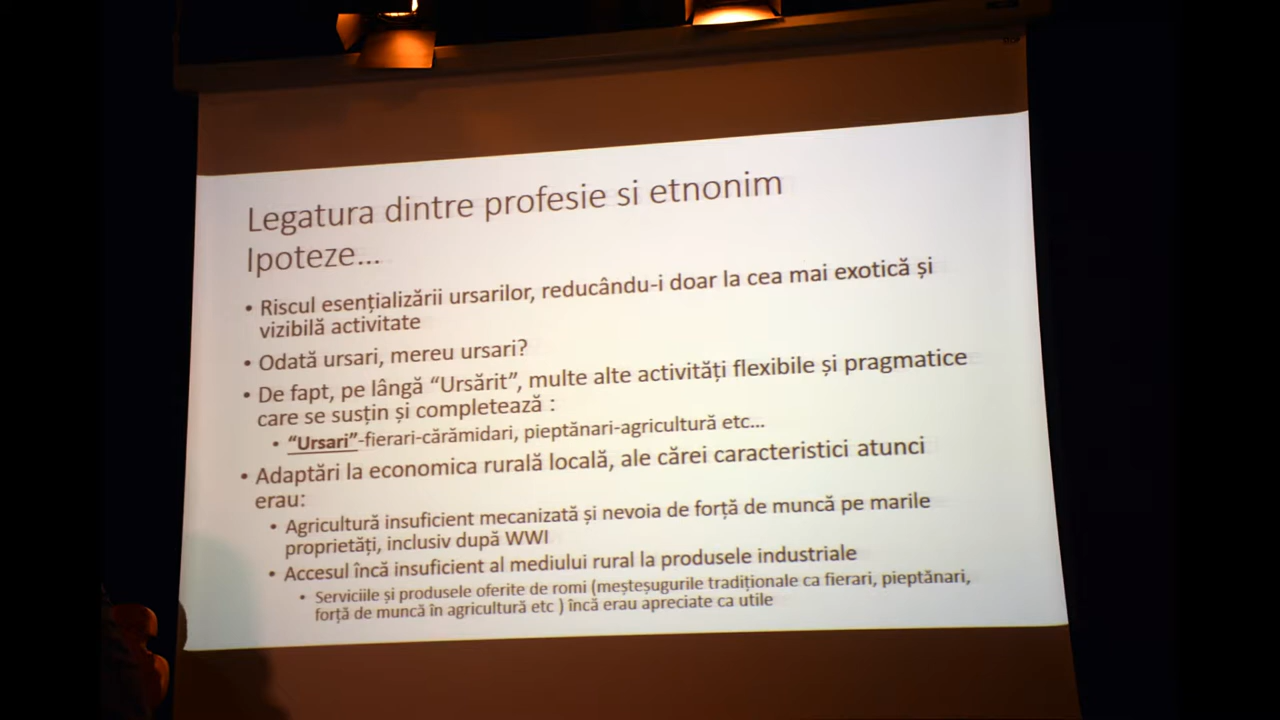 Legatura dintre profesie si etnonim
Ipoteze...
• Riscul esențializării ursarilor, reducându-i doar la cea mai exotică și
vizibilă activitate
• Odată ursari, mereu ursari?
• De fapt, pe lângă “Ursărit”, multe alte activități flexibile și pragmatice
care se susțin și completează :
• “Ursari”-fierari-cărămidari, pieptănari-agricultură etc...
• Adaptări la economica rurală locală, ale cărei caracteristici atunci
erau:
• Agricultură insuficient mecanizată și nevoia de forță de muncă pe marile
proprietăți, inclusiv după WWI
• Accesul încă insuficient al mediului rural la produsele industriale
• Serviciile și produsele oferite de romi (meșteșugurile tradiționale ca fierari, pieptănari,
forță de muncă în agricultură etc ) încă erau apreciate ca utile